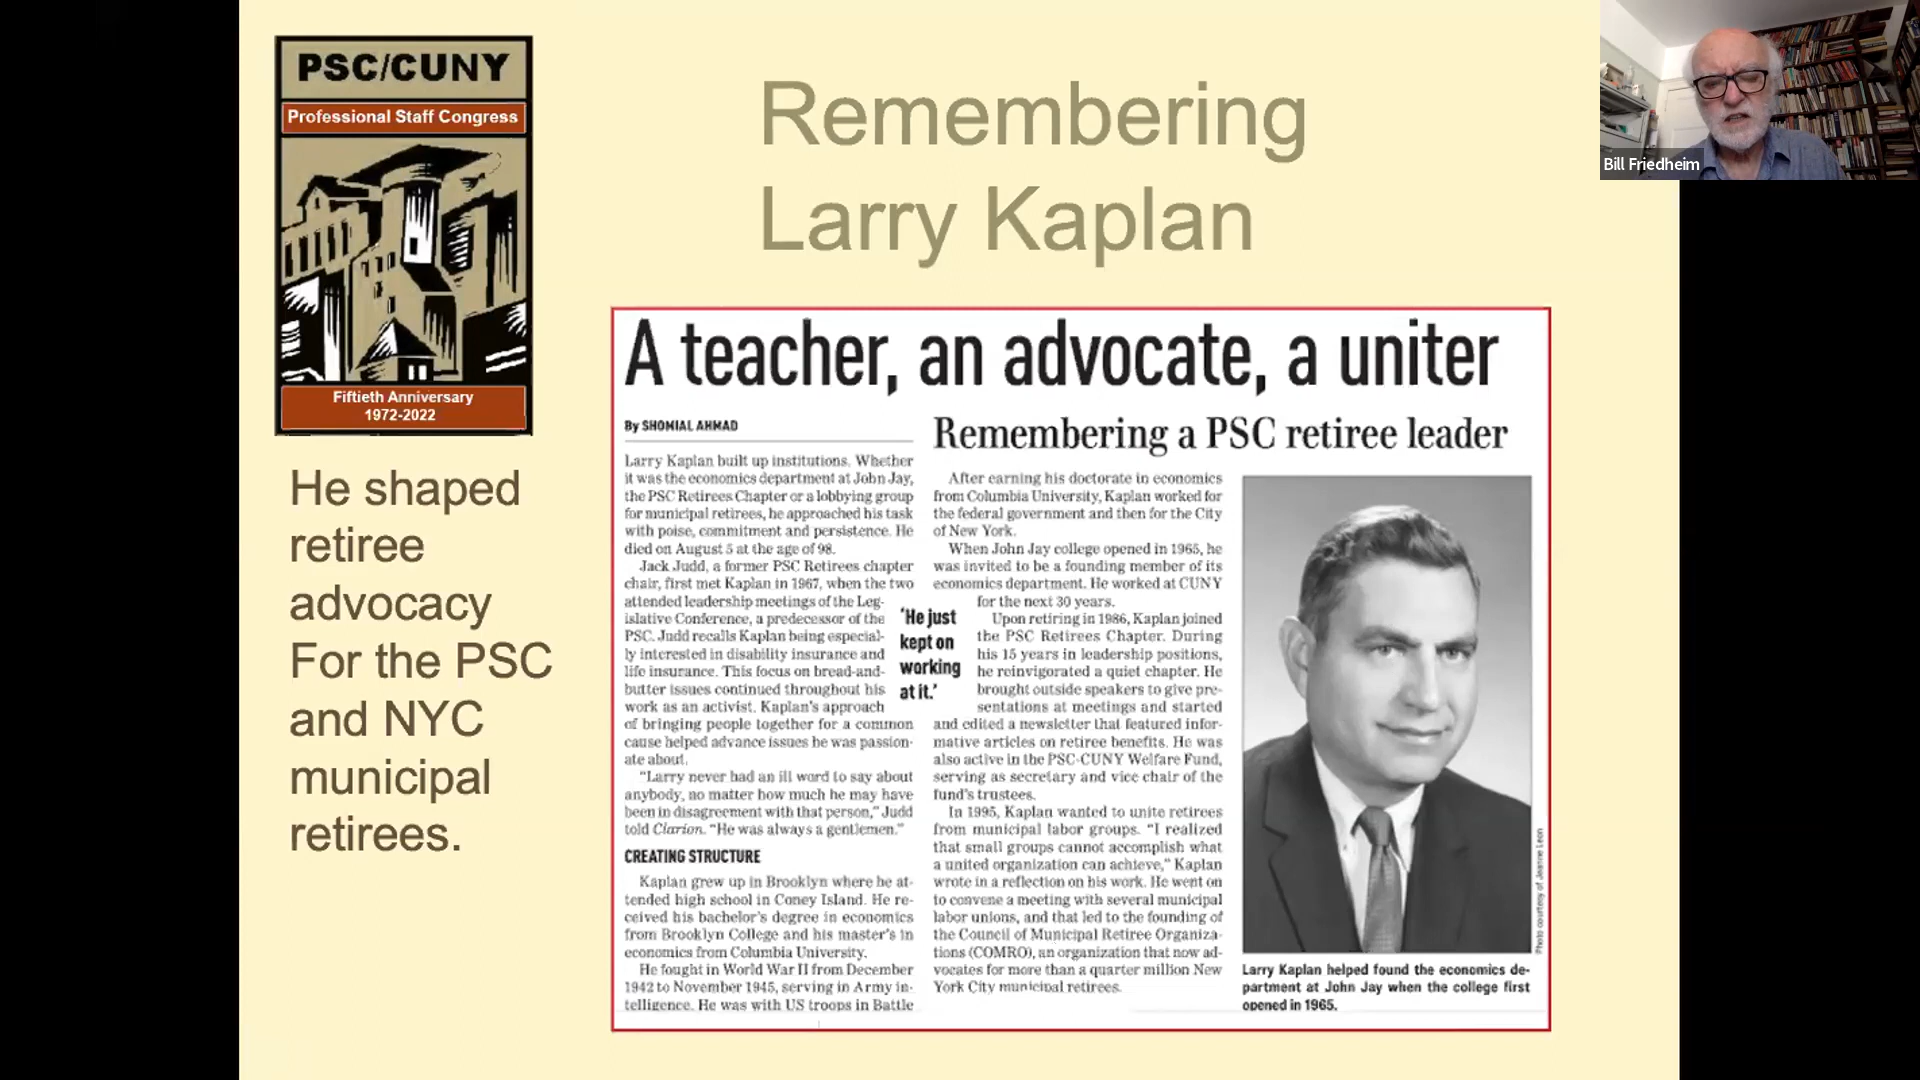 PSC/CUNY
Professional Staff Congress
Fiftieth Anniversary
1972-2022
He shaped
retiree
advocacy
For the PSC
and NYC
municipal
retirees.
Remembering
Larry Kaplan
A teacher, an advocate, a uniter
By SHOMIAL AHMAD
Remembering a PSC retiree leader
Larry Kaplan built up institutions. Whether
it was the economics department at John Jay,
the PSC Retirees Chapter or a lobbying group
for municipal retirees, he approached his task
with poise, commitment and persistence. He
died on August 5 at the age of 98.
Jack Judd, a former PSC Retirees chapter
chair, first met Kaplan in 1967, when the two
attended leadership meetings of the Leg-
islative Conference, a predecessor of the
PSC. Judd recalls Kaplan being especial-
ly interested in disability insurance and
life insurance. This focus on bread-and-
butter issues continued throughout his
work as an activist. Kaplan's approach
of bringing people together for a common
cause helped advance issues he was passion-
ate about.
"Larry never had an ill word to say about
anybody, no matter how much he may have
been in disagreement with that person," Judd
told Clarion. "He was always a gentlemen."
CREATING STRUCTURE
Kaplan grew up in Brooklyn where he at-
tended high school in Coney Island. He re-
ceived his bachelor's degree in economics
from Brooklyn College and his master's in
economics from Columbia University.
He fought in World War II from December
1942 to November 1945, serving in Army in-
telligence. He was with US troops in Battle
'He just
kept on
working
at it.'
After earning his doctorate in economics
from Columbia University, Kaplan worked for
the federal government and then for the City
of New York.
When John Jay college opened in 1965, he
was invited to be a founding member of its
economics department. He worked at CUNY
for the next 30 years.
Upon retiring in 1986, Kaplan joined
the PSC Retirees Chapter. During
his 15 years in leadership positions,
he reinvigorated a quiet chapter. He
brought outside speakers to give pre-
sentations at meetings and started
and edited a newsletter that featured infor-
mative articles on retiree benefits. He was
also active in the PSC-CUNY Welfare Fund,
serving as secretary and vice chair of the
fund's trustees.
In 1995, Kaplan wanted to unite retirees
from municipal labor groups. "I realized
that small groups cannot accomplish what
a united organization can achieve," Kaplan
wrote in a reflection on his work. He went on
to convene a meeting with several municipal
labor unions, and that led to the founding of
the Council of Municipal Retiree Organiza-
tions (COMRO), an organization that now ad-
vocates for more than a quarter million New
York City municipal retirees.
Photo courtesy of Jeanne Leon
Larry Kaplan helped found the economics de-
partment at John Jay when the college first
opened in 1965.
Bill Friedheim